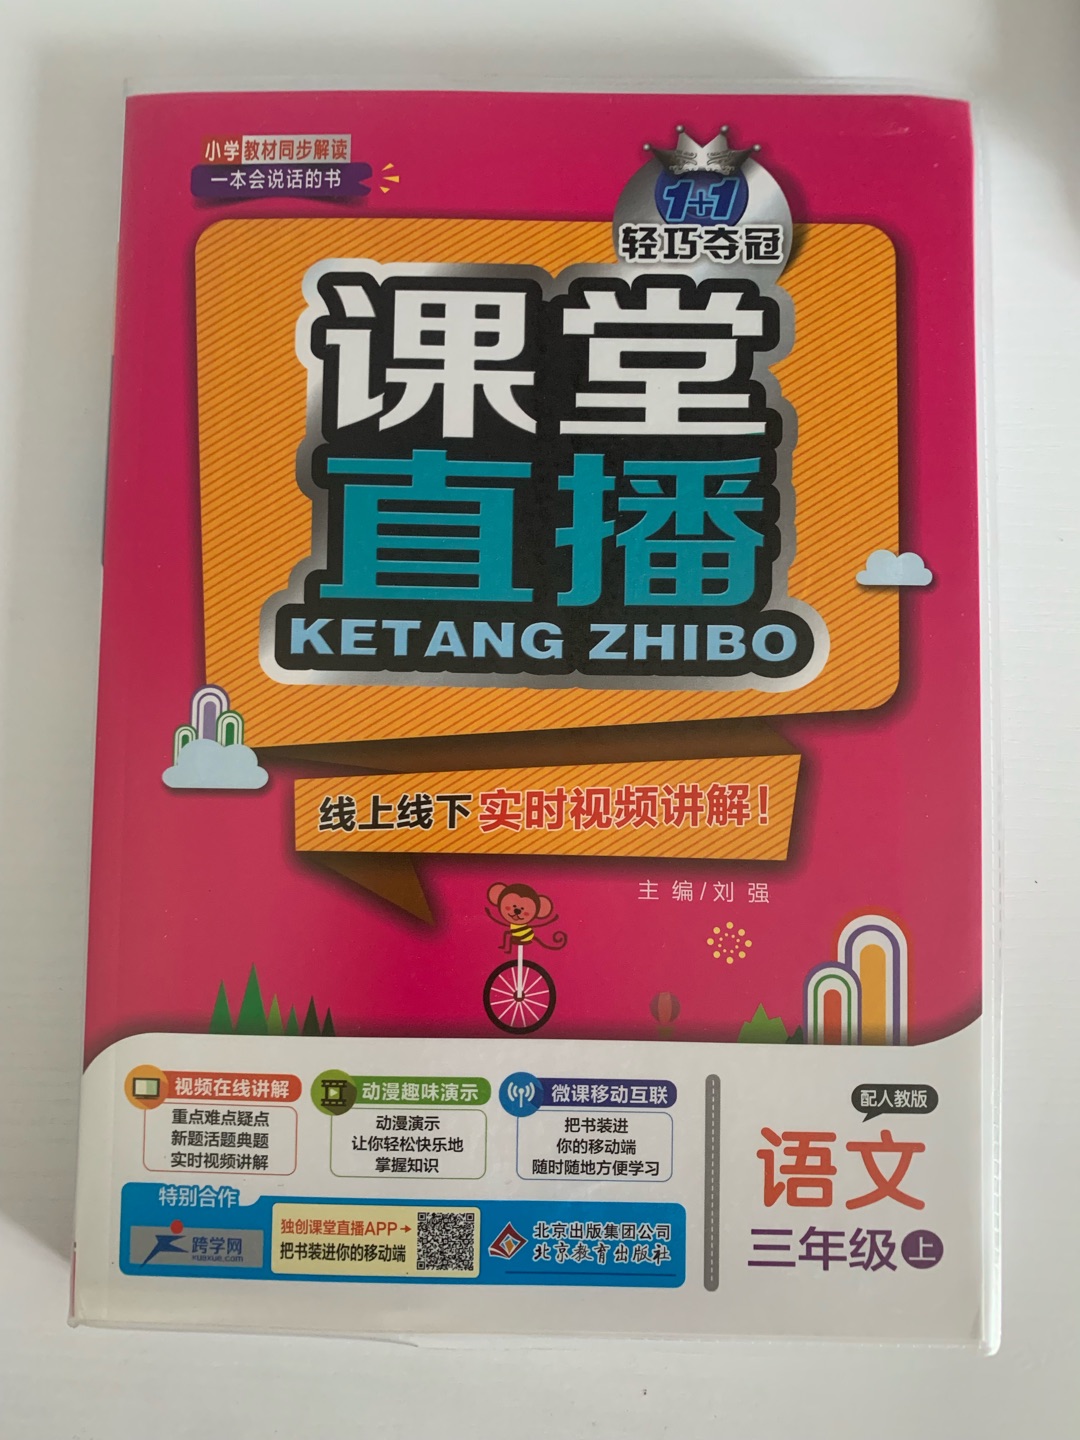 小学教材同步解读
一本会说话的书
1+1
轻巧夺冠
课堂
直播
KETANG ZHIBO
线上线下实时视频讲解！
主 编/刘 强
视频在线讲解
重点难点疑点
新题活题典题
实时视频讲解
动漫趣味演示
动漫演示
让你轻松快乐地
掌握知识
微课移动互联
把书装进
你的移动端
随时随地方便学习
配人教版
语文
三年级上
特别合作
跨学网
kuaxue.com
独创课堂直播APP→
把书装进你的移动端
北京出版集团公司
北京教育出版社